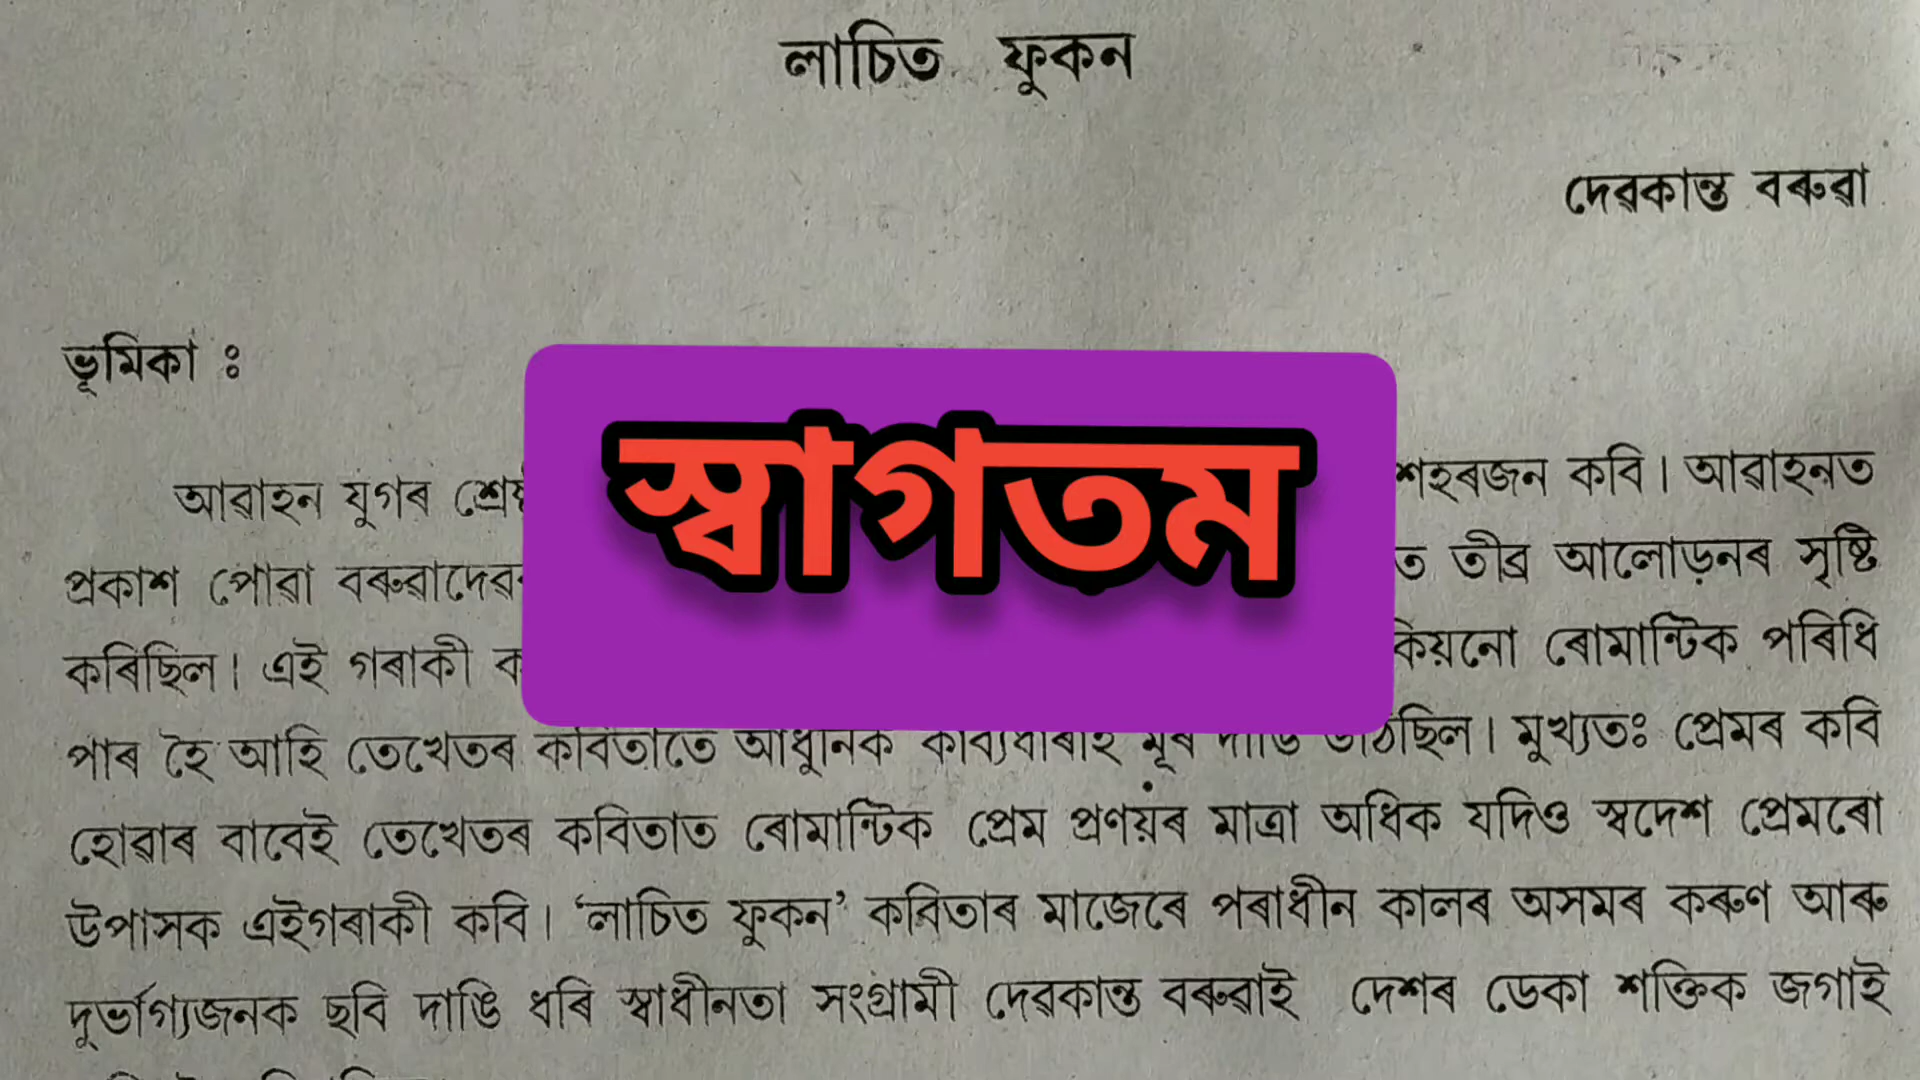 লাচিত ফুকন
দেৱকান্ত বৰুৱা
ভূমিকা ঃ
স্বাগতম
আৱাহন যুগৰ শহৰজন কবি। আৱাহনত
প্ৰকাশ পোৱা ত তীব্ৰ আলোড়নৰ সৃষ্টি
কৰিছিল। এই গৰাকী কিয়নো ৰোমান্টিক পৰিধি
পাৰ হৈ আহি তেখেতৰ কবিতাতে আধুনিক মূৰ দাঙি উঠিছিল। মুখ্যতঃ প্ৰেমৰ কবি
হোৱাৰ বাবেই তেখেতৰ কবিতাত ৰোমান্টিক প্ৰেম প্ৰণয়ৰ মাত্ৰা অধিক যদিও স্বদেশ প্ৰেমৰো
উপাসক এইগৰাকী কবি। ‘লাচিত ফুকন’ কবিতাৰ মাজেৰে পৰাধীন কালৰ অসমৰ কৰুণ আৰু
দুৰ্ভাগ্যজনক ছবি দাঙি ধৰি স্বাধীনতা সংগ্ৰামী দেৱকান্ত বৰুৱাই দেশৰ ডেকা শক্তিক জগাই